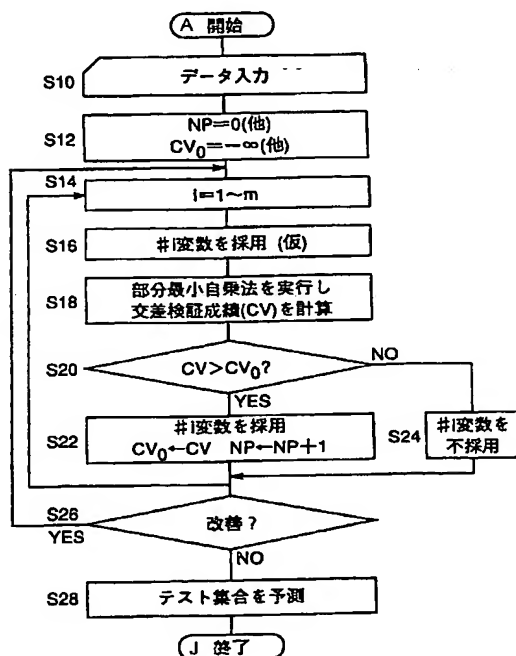 A 開始
S10
データ入力
S12
NP=0(他)
CV₀=-∞(他)
S14
i=1~m
S16
#i変数を採用 (仮)
S18
部分最小自乗法を実行し
交差検証成績(CV)を計算
S20
CV>CV₀?
NO
YES
S22
#i変数を採用
CV₀←CV NP←NP+1
S24
#i変数を
不採用
S26
改善?
YES
NO
S28
テスト集合を予測
J 終了